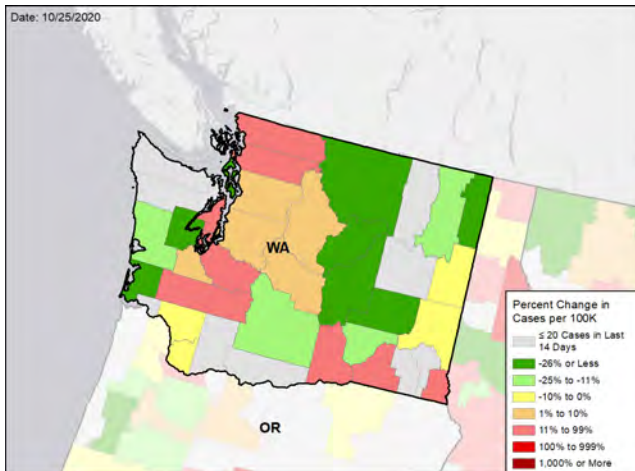 Date: 10/25/2020
WA
OR
Percent Change in
Cases per 100K
≤ 20 Cases in Last
14 Days
-26% or Less
-25% to -11%
-10% to 0%
1% to 10%
11% to 99%
100% to 999%
1,000% or More